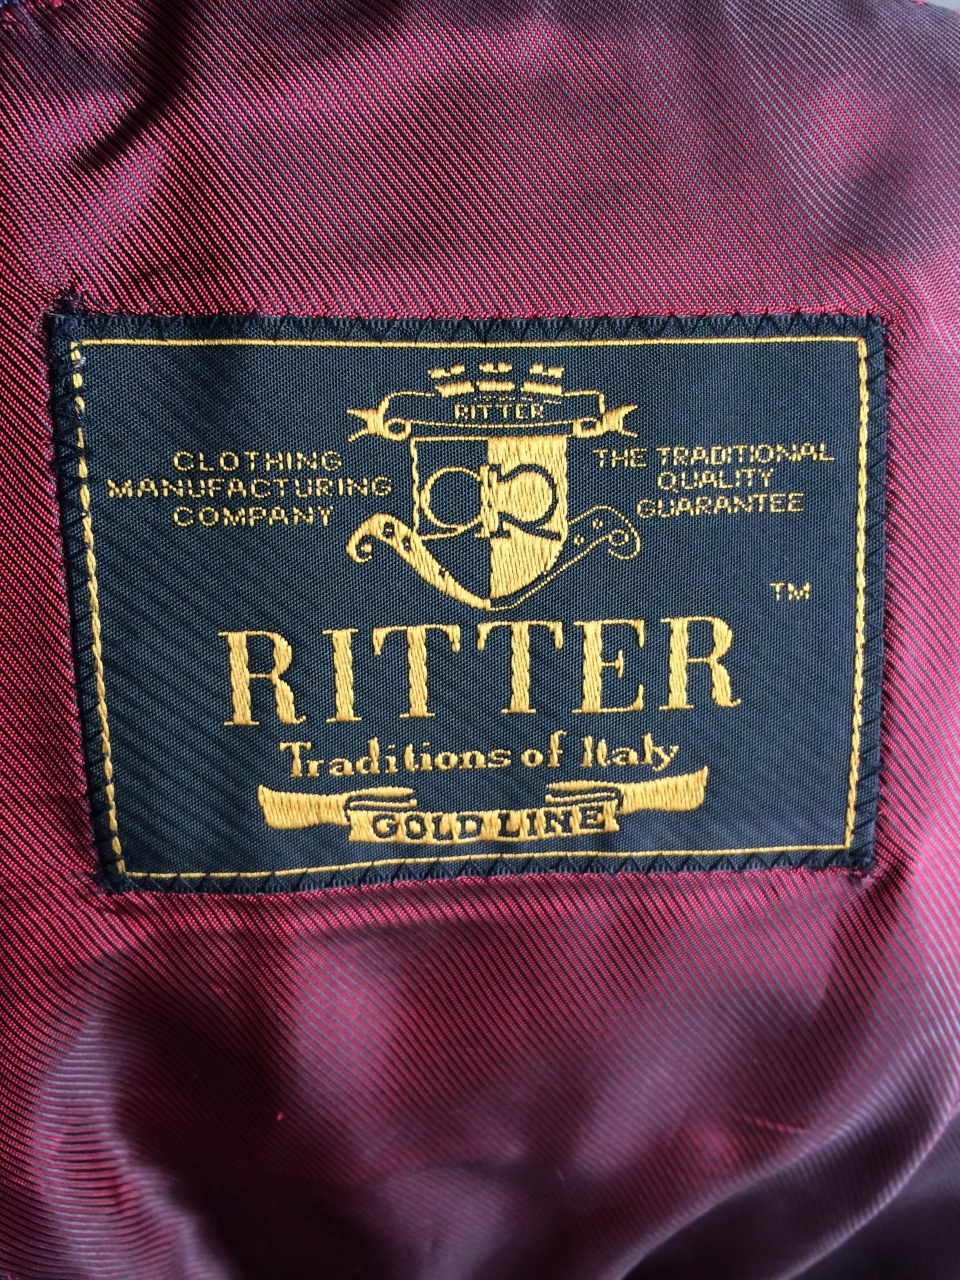 RITTER
CLOTHING
MANUFACTURING
COMPANY
THE TRADITIONAL
QUALITY
GUARANTEE
TM
RITTER
Traditions of Italy
GOLD LINE